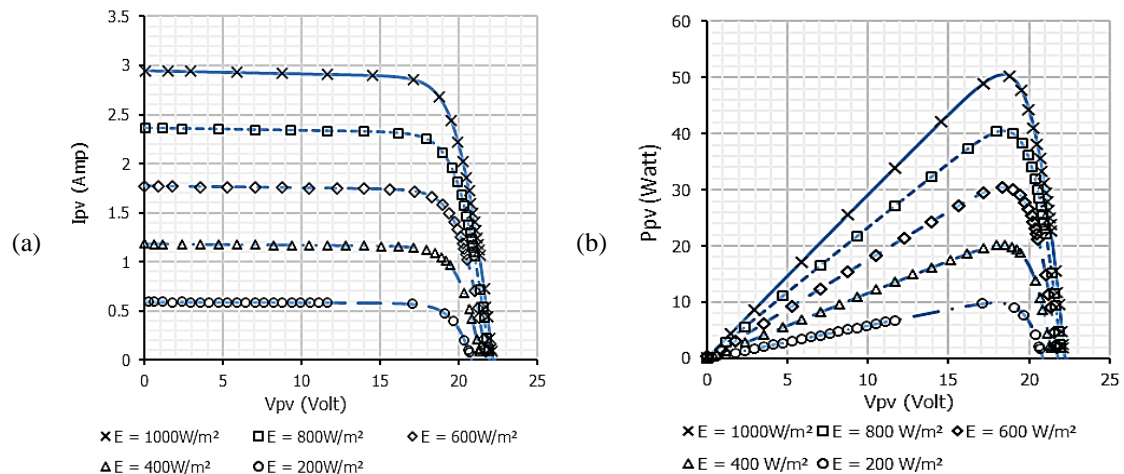 (a)
Ipv (Amp)
3.5
3
2.5
2
1.5
1
0.5
0
0 5 10 15 20 25
Vpv (Volt)
E = 1000W/m² E = 800W/m² E = 600W/m²
E = 400W/m² E = 200W/m²
(b)
Ppv (Watt)
60
50
40
30
20
10
0
0 5 10 15 20 25
Vpv (Volt)
E = 1000W/m² E = 800 W/m² E = 600 W/m²
E = 400 W/m² E = 200 W/m²